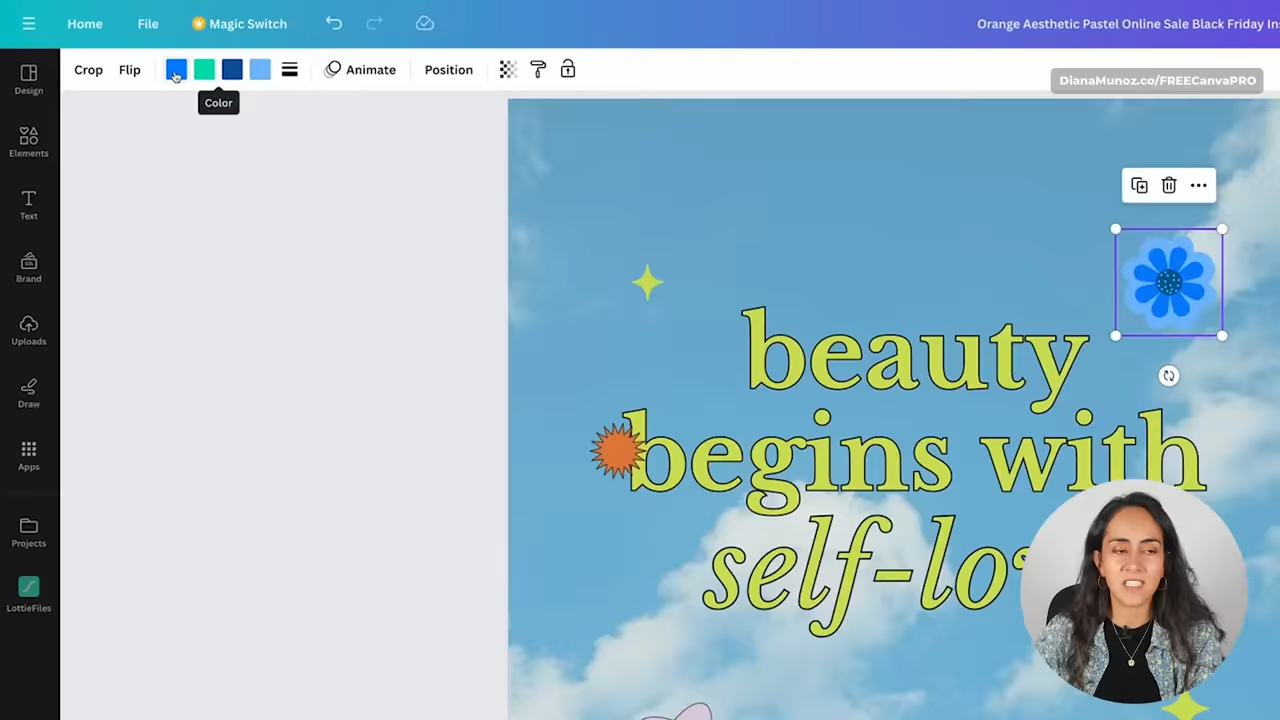 Home File Magic Switch
Orange Aesthetic Pastel Online Sale Black Friday In
Crop Flip Animate Position
DianaMunoz.co/FREECanvaPRO
Color
Design
Elements
Text
Brand
Uploads
Draw
Apps
Projects
LottieFiles
beauty
begins with
self-lo